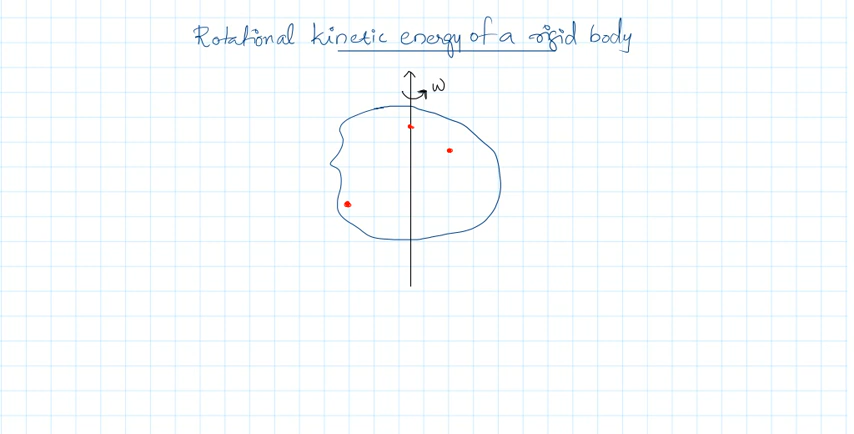 Rotational kinetic energy of a rigid body
ω